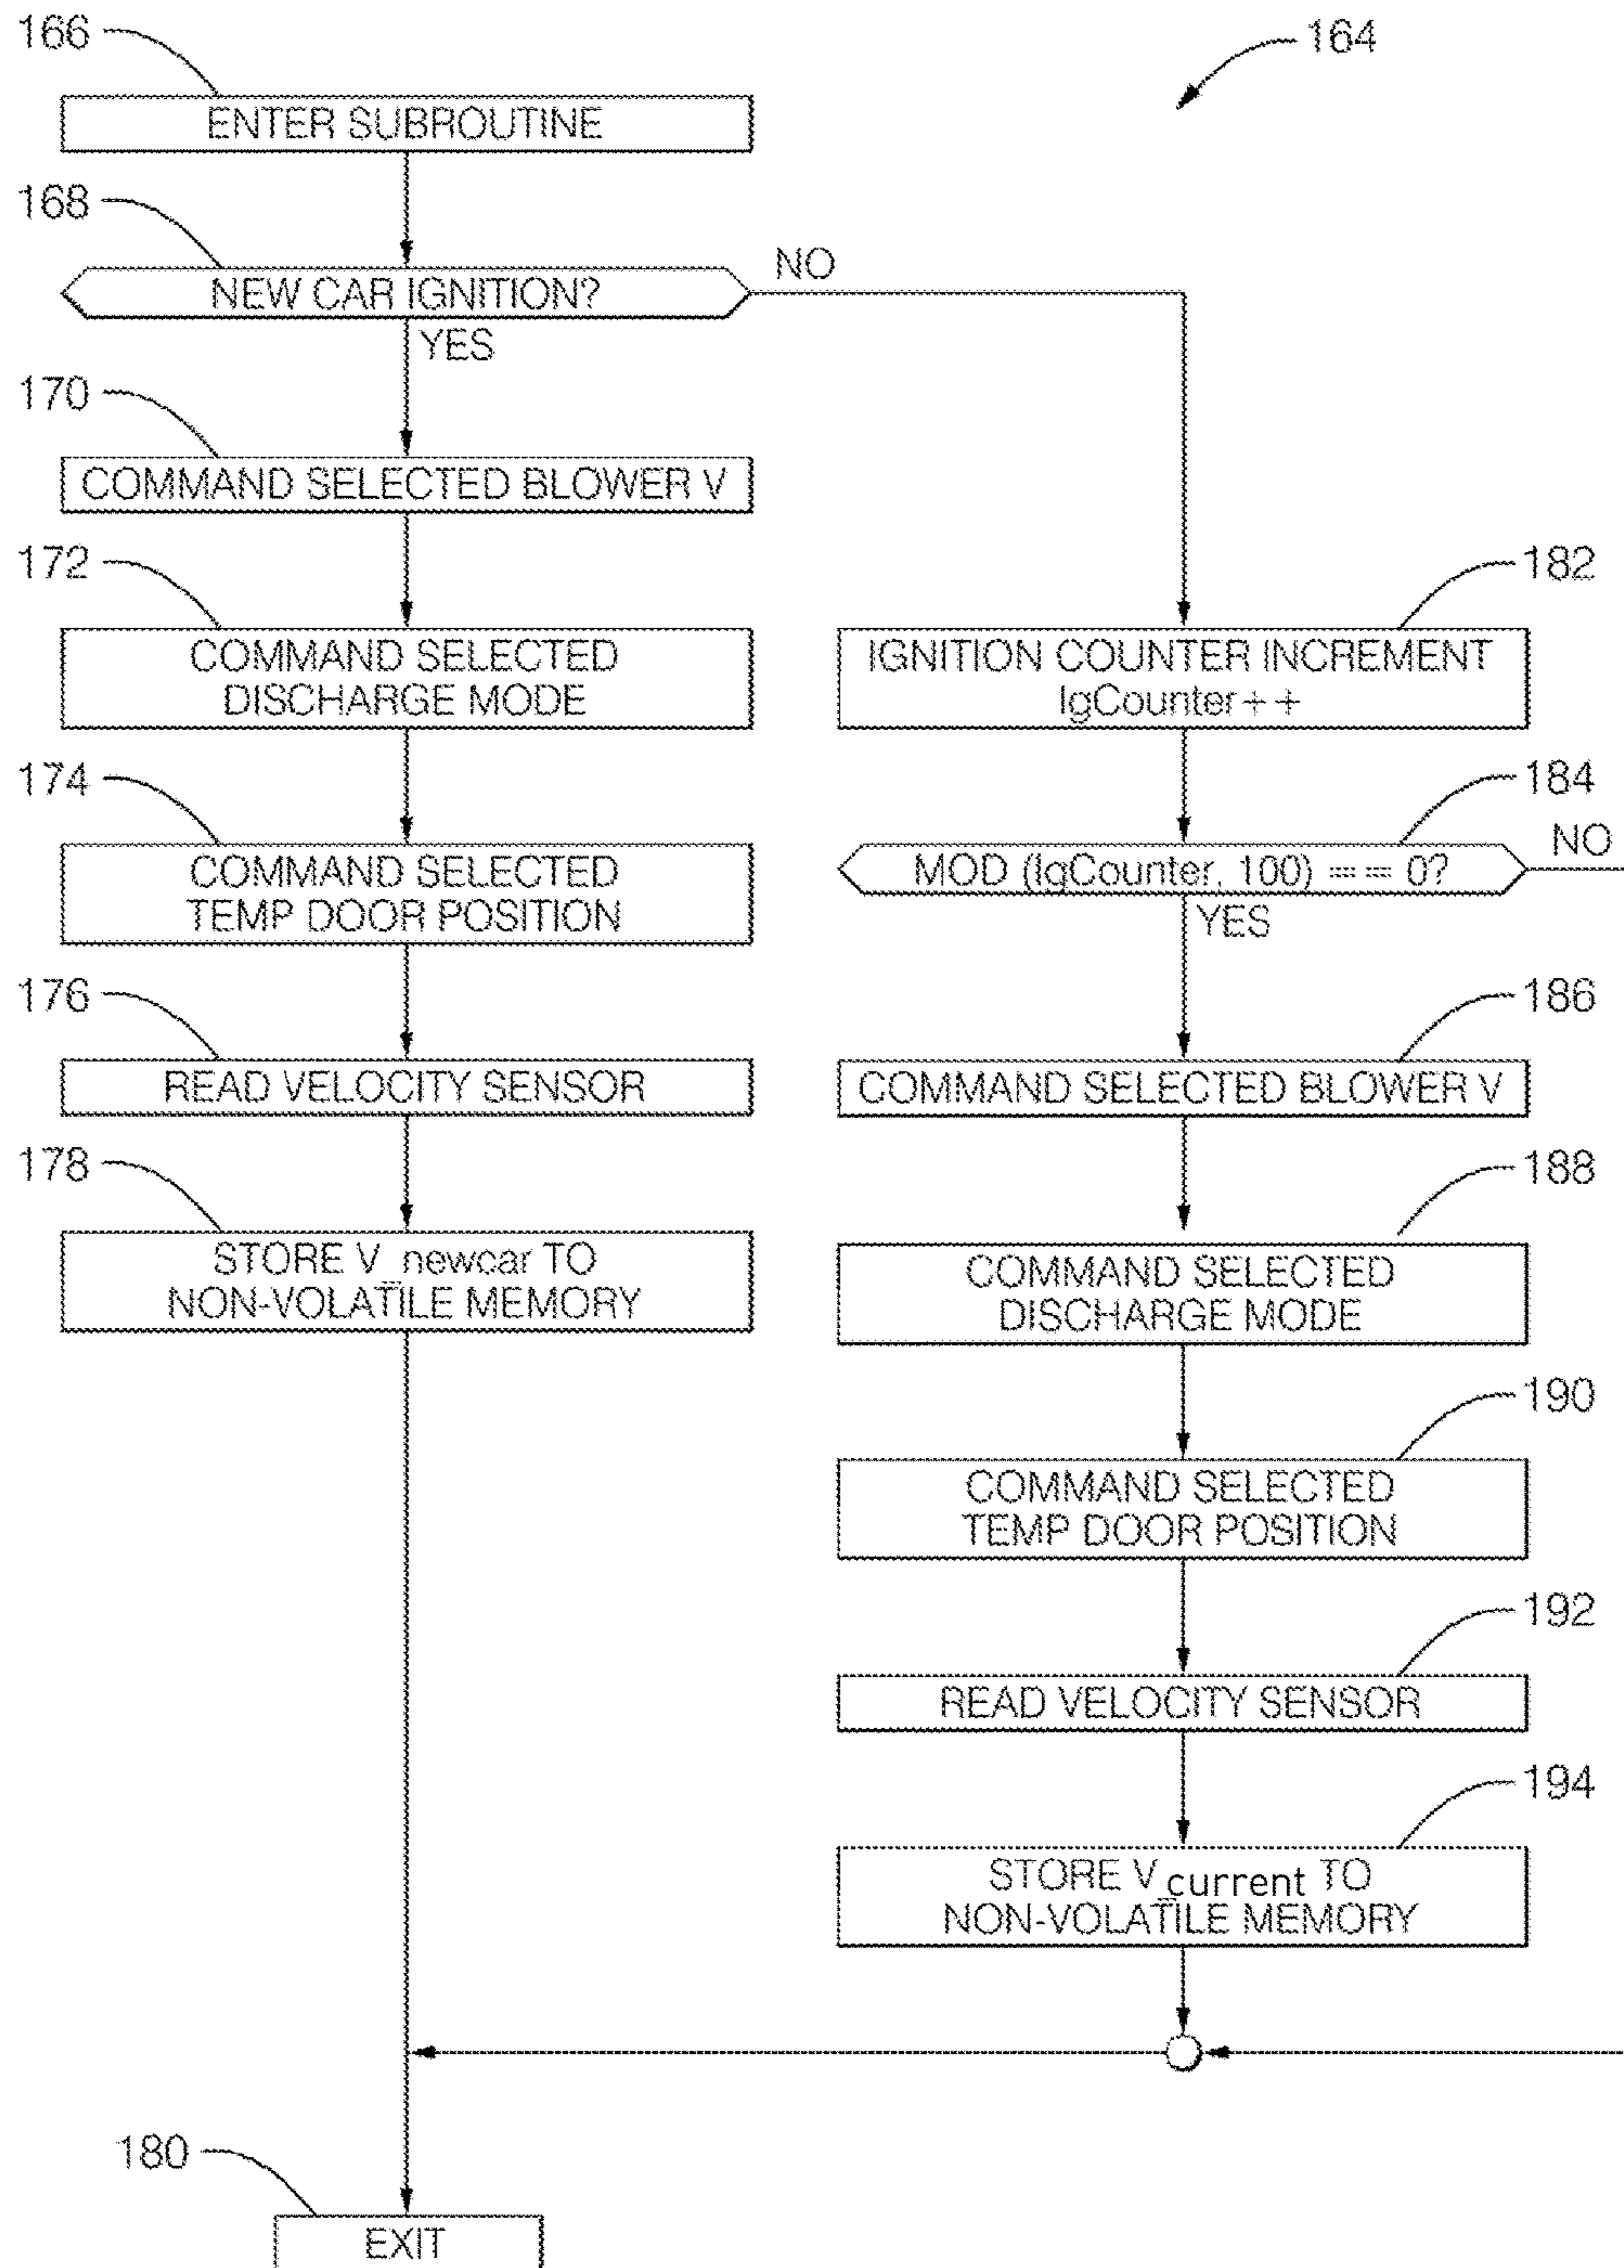 166
164
ENTER SUBROUTINE
168
NEW CAR IGNITION?
NO
YES
170
COMMAND SELECTED BLOWER V
172
COMMAND SELECTED
DISCHARGE MODE
174
COMMAND SELECTED
TEMP DOOR POSITION
176
READ VELOCITY SENSOR
178
STORE V_newcar TO
NON-VOLATILE MEMORY
182
IGNITION COUNTER INCREMENT
IgCounter++
184
MOD (IgCounter, 100) == 0?
NO
YES
186
COMMAND SELECTED BLOWER V
188
COMMAND SELECTED
DISCHARGE MODE
190
COMMAND SELECTED
TEMP DOOR POSITION
192
READ VELOCITY SENSOR
194
STORE V_current TO
NON-VOLATILE MEMORY
180
EXIT